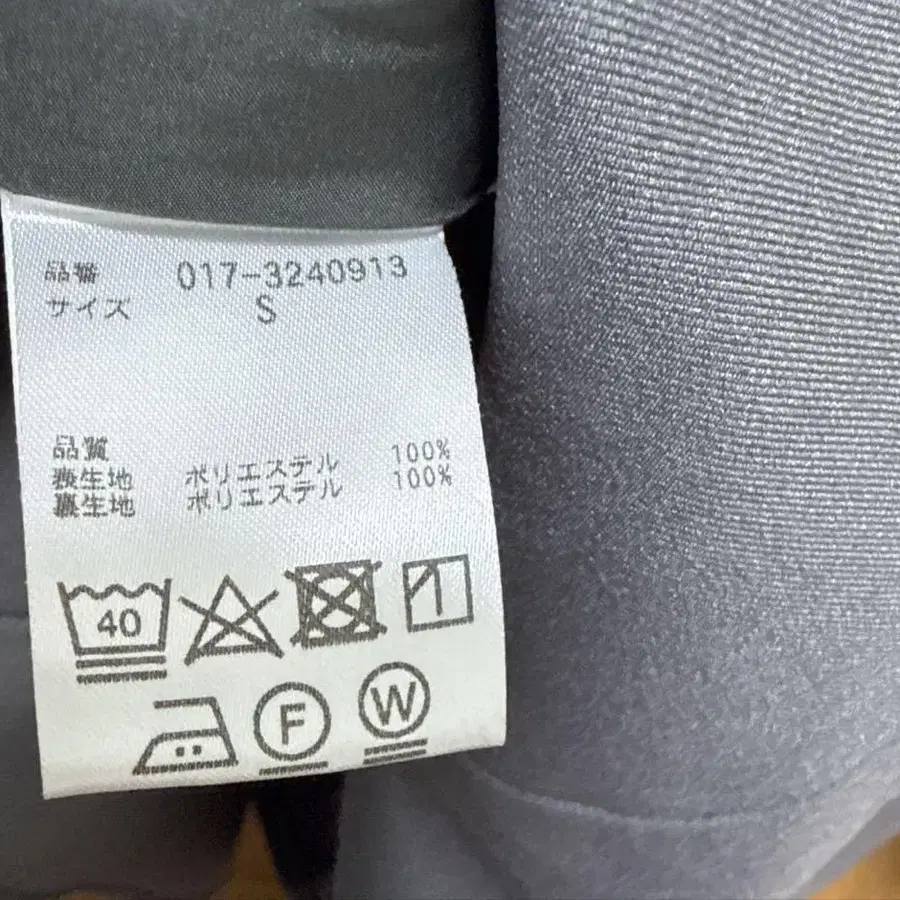 品番 017-3240913
サイズ S
品質
表生地 ポリエステル 100%
裏生地 ポリエステル 100%
40
F
W